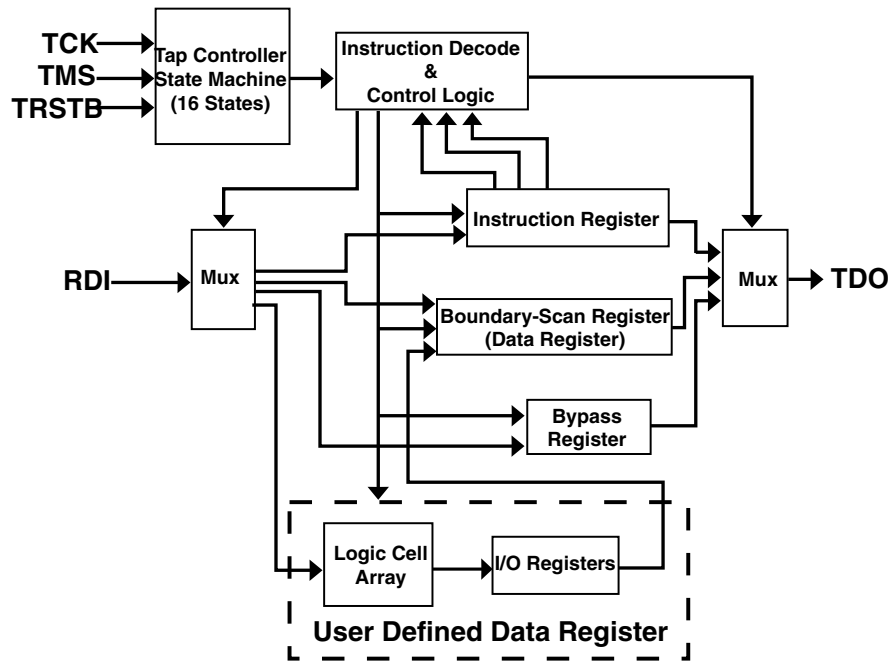 TCK
TMS
TRSTB
Tap Controller
State Machine
(16 States)
Instruction Decode
&
Control Logic
Instruction Register
RDI
Mux
Boundary-Scan Register
(Data Register)
Mux
TDO
Bypass
Register
Logic Cell
Array
I/O Registers
User Defined Data Register